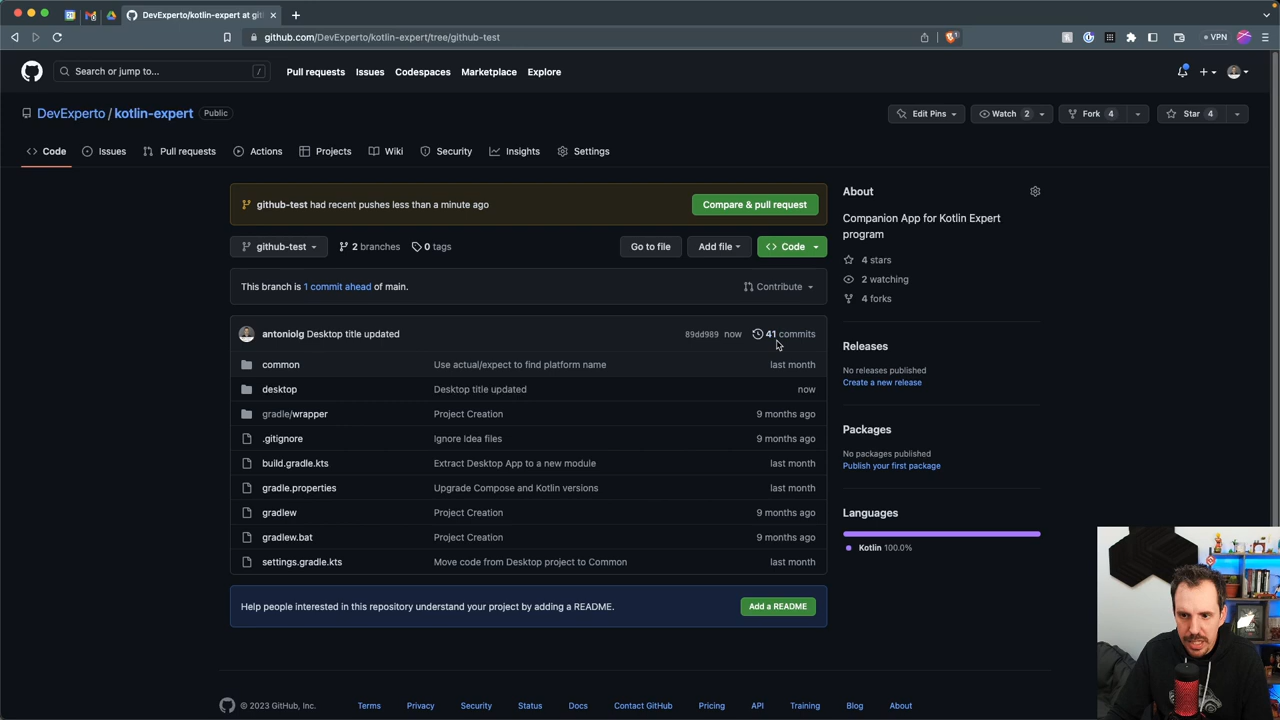 DevExperto/kotlin-expert at git
github.com/DevExperto/kotlin-expert/tree/github-test
VPN
Search or jump to...
/
Pull requests
Issues
Codespaces
Marketplace
Explore
DevExperto / kotlin-expert
Public
Edit Pins
Watch 2
Fork 4
Star 4
Code
Issues
Pull requests
Actions
Projects
Wiki
Security
Insights
Settings
github-test had recent pushes less than a minute ago
Compare & pull request
github-test
2 branches
0 tags
Go to file
Add file
Code
This branch is 1 commit ahead of main.
Contribute
antoniolg Desktop title updated
89dd989 now
41 commits
common Use actual/expect to find platform name last month
desktop Desktop title updated now
gradle/wrapper Project Creation 9 months ago
.gitignore Ignore Idea files 9 months ago
build.gradle.kts Extract Desktop App to a new module last month
gradle.properties Upgrade Compose and Kotlin versions last month
gradlew Project Creation 9 months ago
gradlew.bat Project Creation 9 months ago
settings.gradle.kts Move code from Desktop project to Common last month
Help people interested in this repository understand your project by adding a README.
Add a README
About
Companion App for Kotlin Expert
program
4 stars
2 watching
4 forks
Releases
No releases published
Create a new release
Packages
No packages published
Publish your first package
Languages
Kotlin 100.0%
© 2023 GitHub, Inc.
Terms
Privacy
Security
Status
Docs
Contact GitHub
Pricing
API
Training
Blog
About